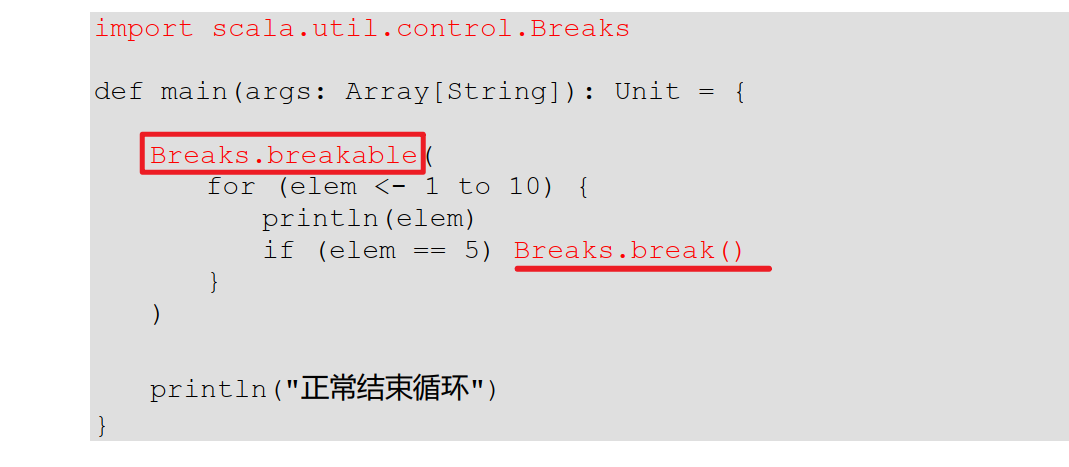 import scala.util.control.Breaks
def main(args: Array[String]): Unit = {
Breaks.breakable(
for (elem <- 1 to 10) {
println(elem)
if (elem == 5) Breaks.break()
}
)
println("正常结束循环")
}